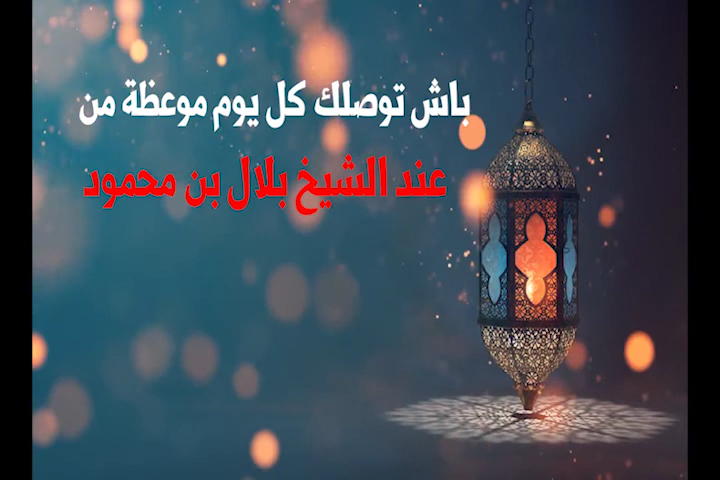 باش توصلك كل يوم موعظة من
عند الشيخ بلال بن محمود